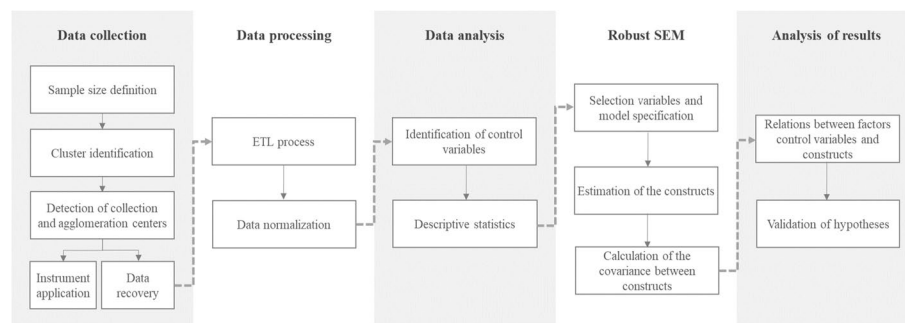 Data collection
Sample size definition
Cluster identification
Detection of collection
and agglomeration centers
Instrument
application
Data
recovery
Data processing
ETL process
Data normalization
Data analysis
Identification of control
variables
Descriptive statistics
Robust SEM
Selection variables and
model specification
Estimation of the constructs
Calculation of the
covariance between
constructs
Analysis of results
Relations between factors
control variables and
constructs
Validation of hypotheses